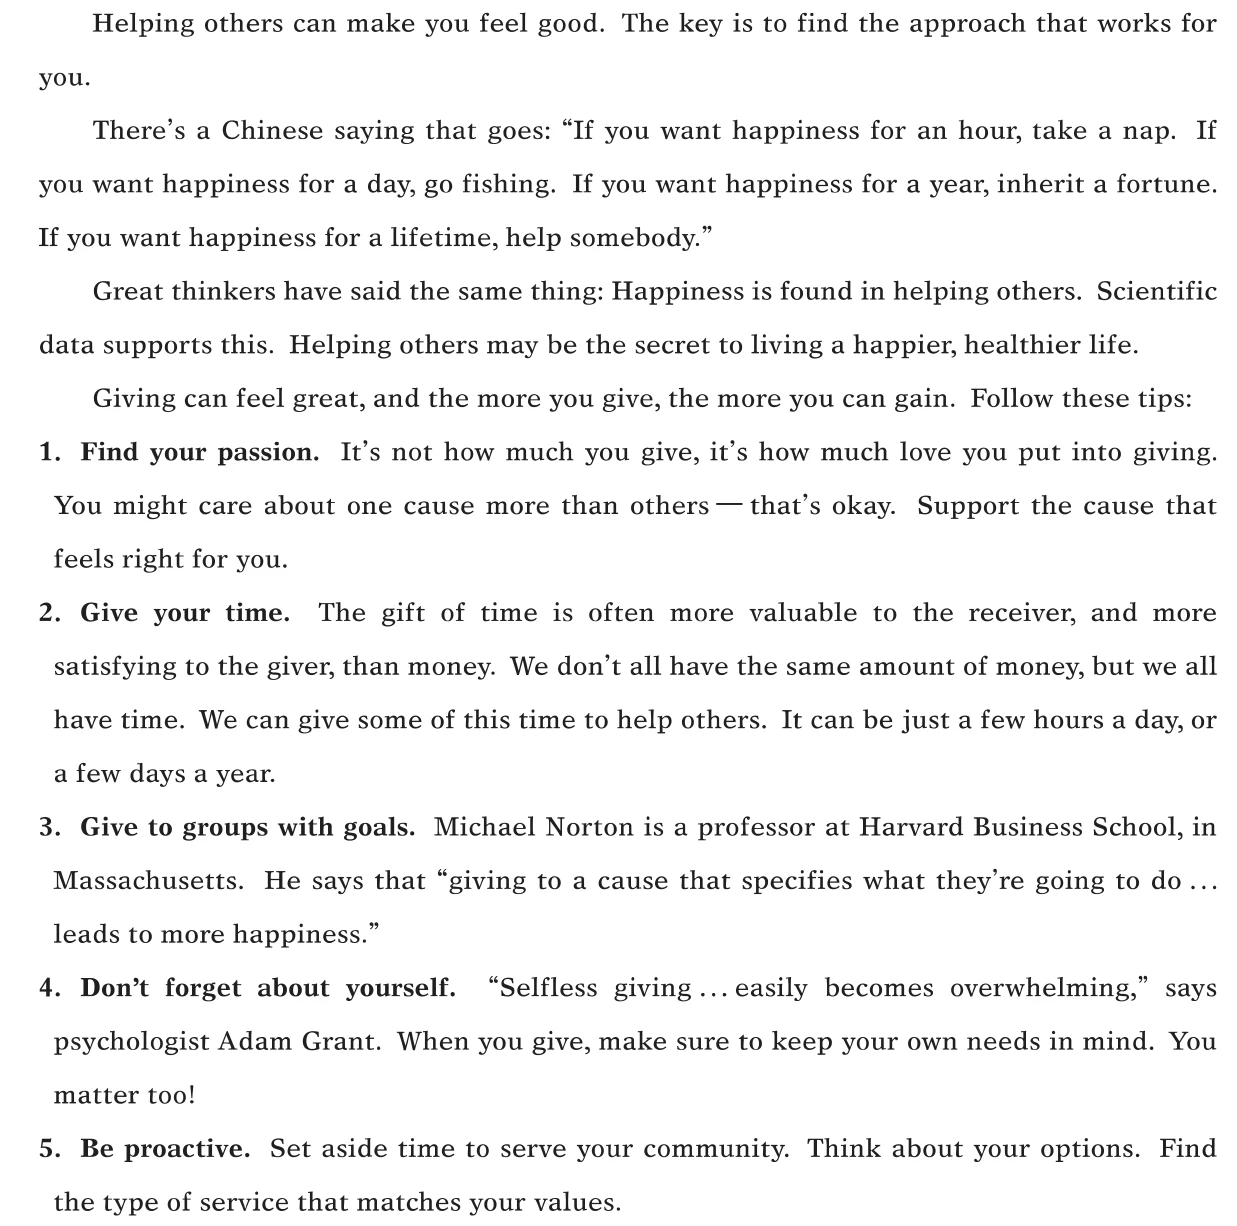 Helping others can make you feel good. The key is to find the approach that works for
you.
There’s a Chinese saying that goes: “If you want happiness for an hour, take a nap. If
you want happiness for a day, go fishing. If you want happiness for a year, inherit a fortune.
If you want happiness for a lifetime, help somebody.”
Great thinkers have said the same thing: Happiness is found in helping others. Scientific
data supports this. Helping others may be the secret to living a happier, healthier life.
Giving can feel great, and the more you give, the more you can gain. Follow these tips:
1. Find your passion. It’s not how much you give, it’s how much love you put into giving.
You might care about one cause more than others — that’s okay. Support the cause that
feels right for you.
2. Give your time. The gift of time is often more valuable to the receiver, and more
satisfying to the giver, than money. We don’t all have the same amount of money, but we all
have time. We can give some of this time to help others. It can be just a few hours a day, or
a few days a year.
3. Give to groups with goals. Michael Norton is a professor at Harvard Business School, in
Massachusetts. He says that “giving to a cause that specifies what they’re going to do ...
leads to more happiness.”
4. Don’t forget about yourself. “Selfless giving ... easily becomes overwhelming,” says
psychologist Adam Grant. When you give, make sure to keep your own needs in mind. You
matter too!
5. Be proactive. Set aside time to serve your community. Think about your options. Find
the type of service that matches your values.